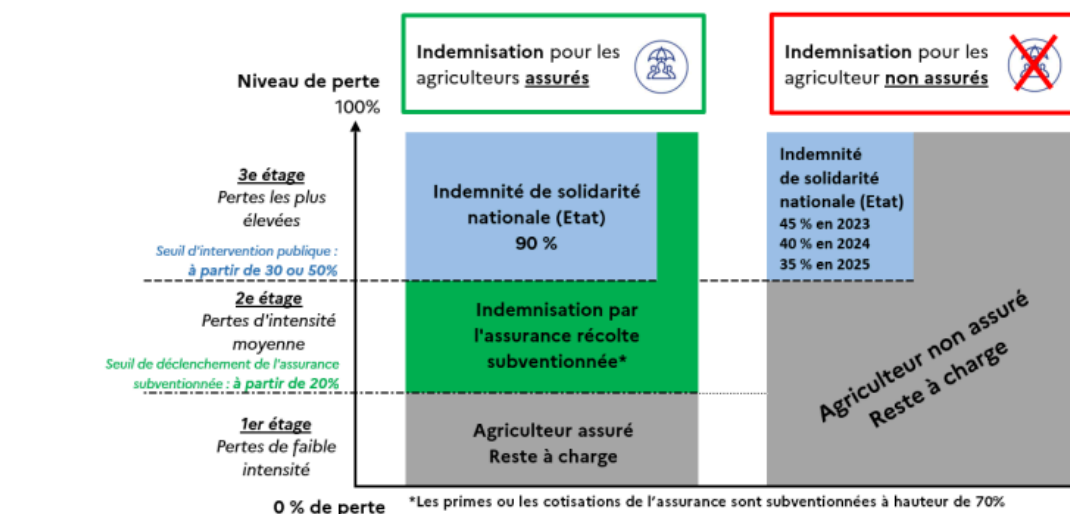 Indemnisation pour les
agriculteurs assurés
Indemnisation pour les
agriculteur non assurés
Niveau de perte
100%
3e étage
Pertes les plus
élevées
Seuil d'intervention publique :
à partir de 30 ou 50%
2e étage
Pertes d'intensité
moyenne
Seuil de déclenchement de l'assurance
subventionnée : à partir de 20%
1er étage
Pertes de faible
intensité
0 % de perte
Indemnité de solidarité
nationale (Etat)
90 %
Indemnisation par
l'assurance récolte
subventionnée*
Agriculteur assuré
Reste à charge
Indemnité
de solidarité
nationale (Etat)
45 % en 2023
40 % en 2024
35 % en 2025
Agriculteur non assuré
Reste à charge
*Les primes ou les cotisations de l'assurance sont subventionnées à hauteur de 70%